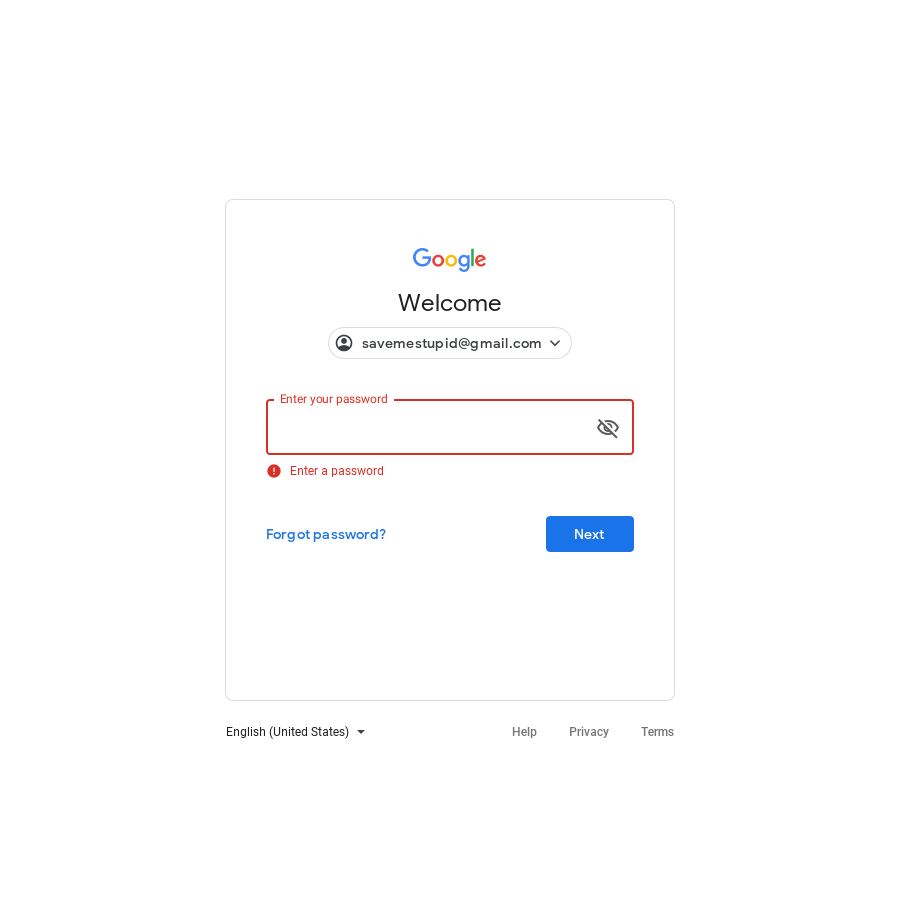 Google
Welcome
savemestupid@gmail.com
Enter your password
Enter a password
Forgot password?
Next
English (United States)
Help
Privacy
Terms